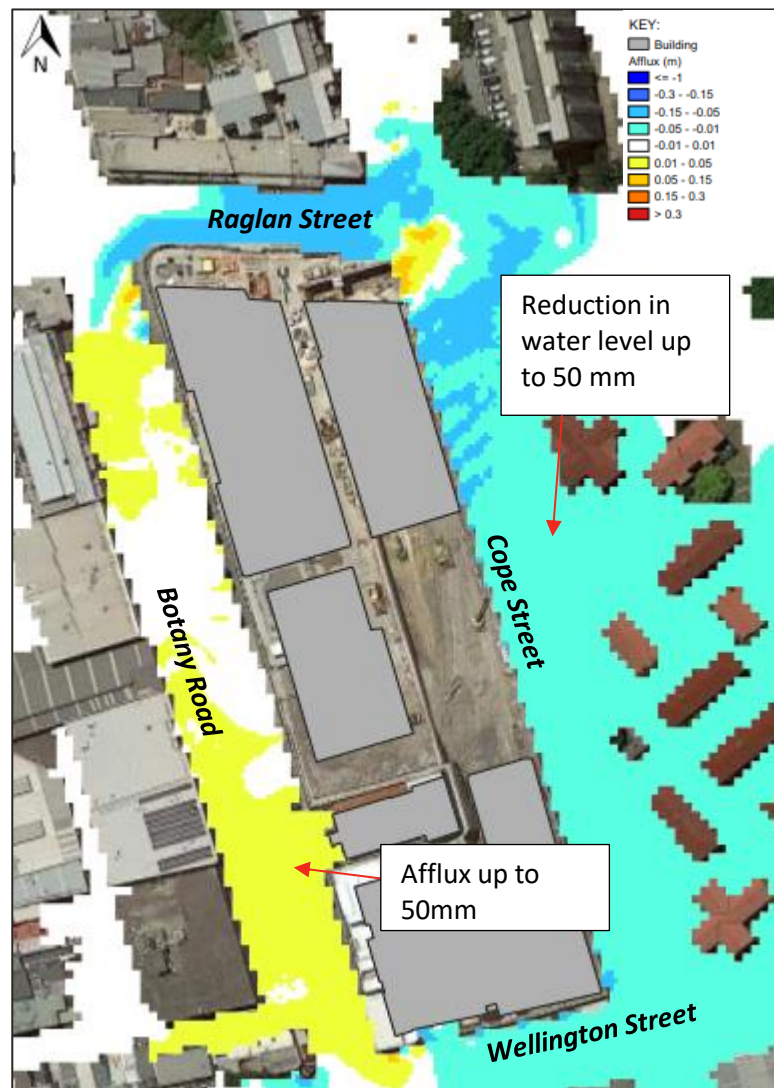 N
KEY:
Building
Afflux (m)
<= -1
-0.3 - -0.15
-0.15 - -0.05
-0.05 - -0.01
-0.01 - 0.01
0.01 - 0.05
0.05 - 0.15
0.15 - 0.3
> 0.3
Raglan Street
Reduction in
water level up
to 50 mm
Cope Street
Botany Road
Afflux up to
50mm
Wellington Street